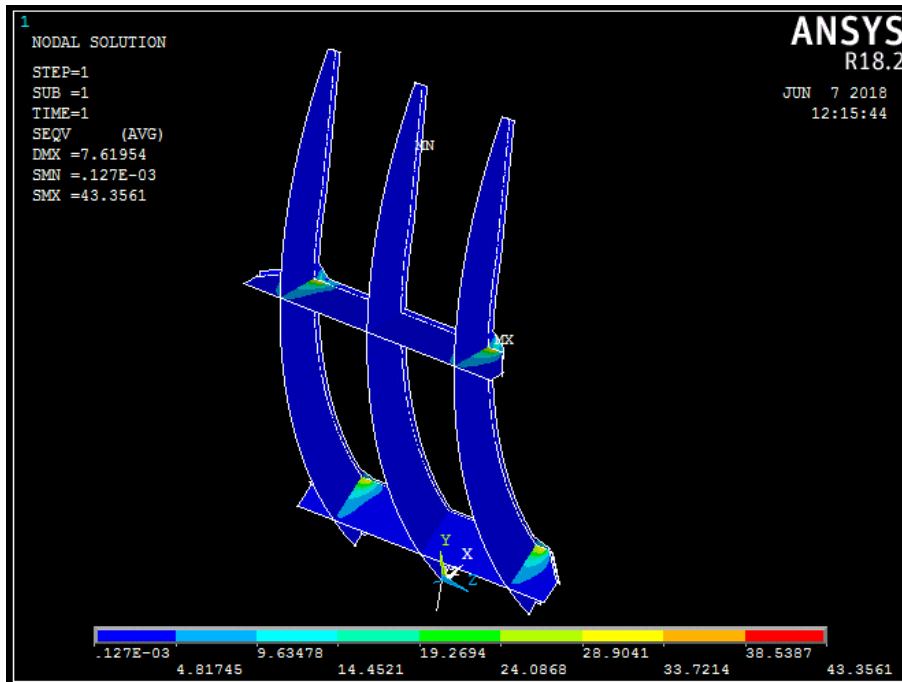 1
NODAL SOLUTION
STEP=1
SUB =1
TIME=1
SEQV (AVG)
DMX =7.61954
SMN =.127E-03
SMX =43.3561
ANSYS
R18.2
JUN 7 2018
12:15:44
MN
MX
Y
X
Z
.127E-03 9.63478 19.2694 28.9041 38.5387
4.81745 14.4521 24.0868 33.7214 43.3561